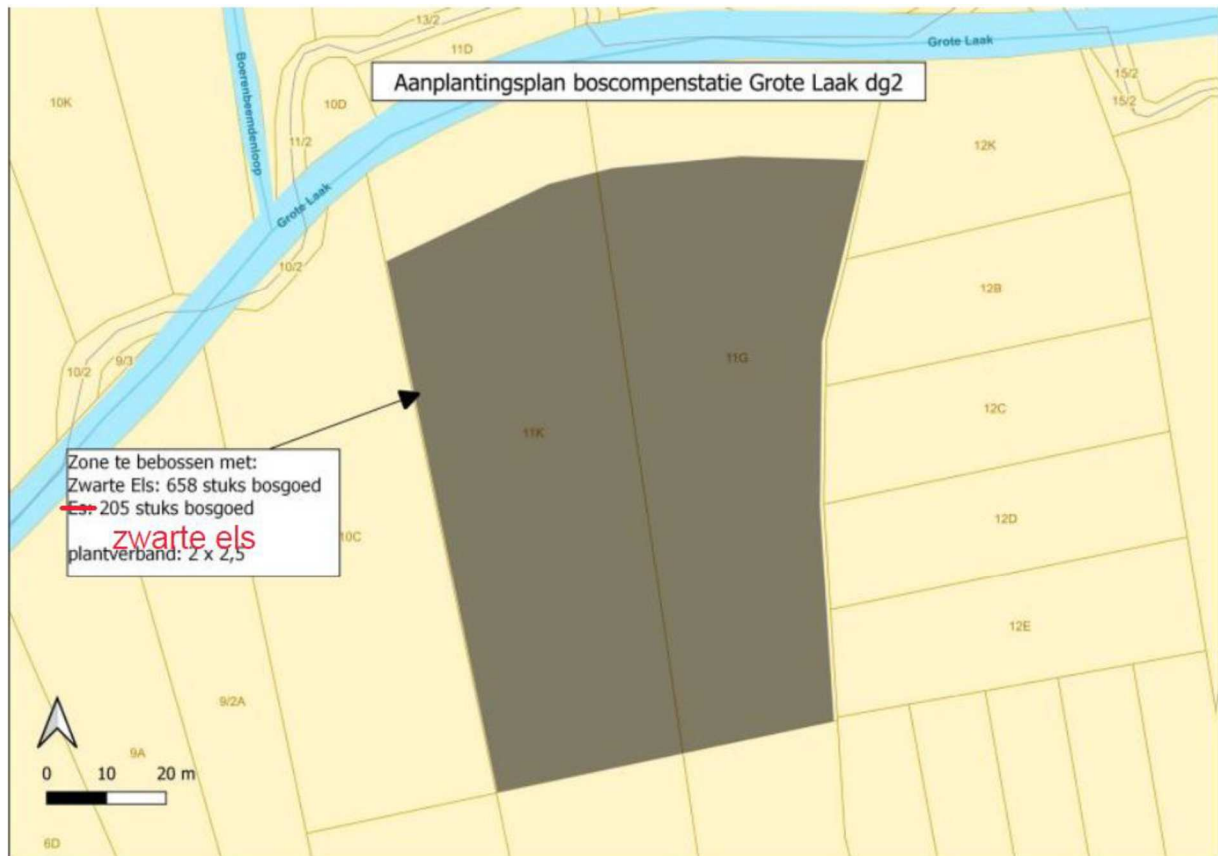 13/2
11D
Grote Laak
15/2
Aanplantingsplan boscompenstatie Grote Laak dg2
10K
10D
15/2
Boerenbeemdenloop
11/2
12K
Grote Laak
10/2
12B
9/3
10/2
11G
12C
11K
Zone te bebossen met:
Zwarte Els: 658 stuks bosgoed
Es: 205 stuks bosgoed
zwarte els
plantverband: 2 x 2,5
10C
12D
12E
9/2A
9A
0 10 20 m
6D